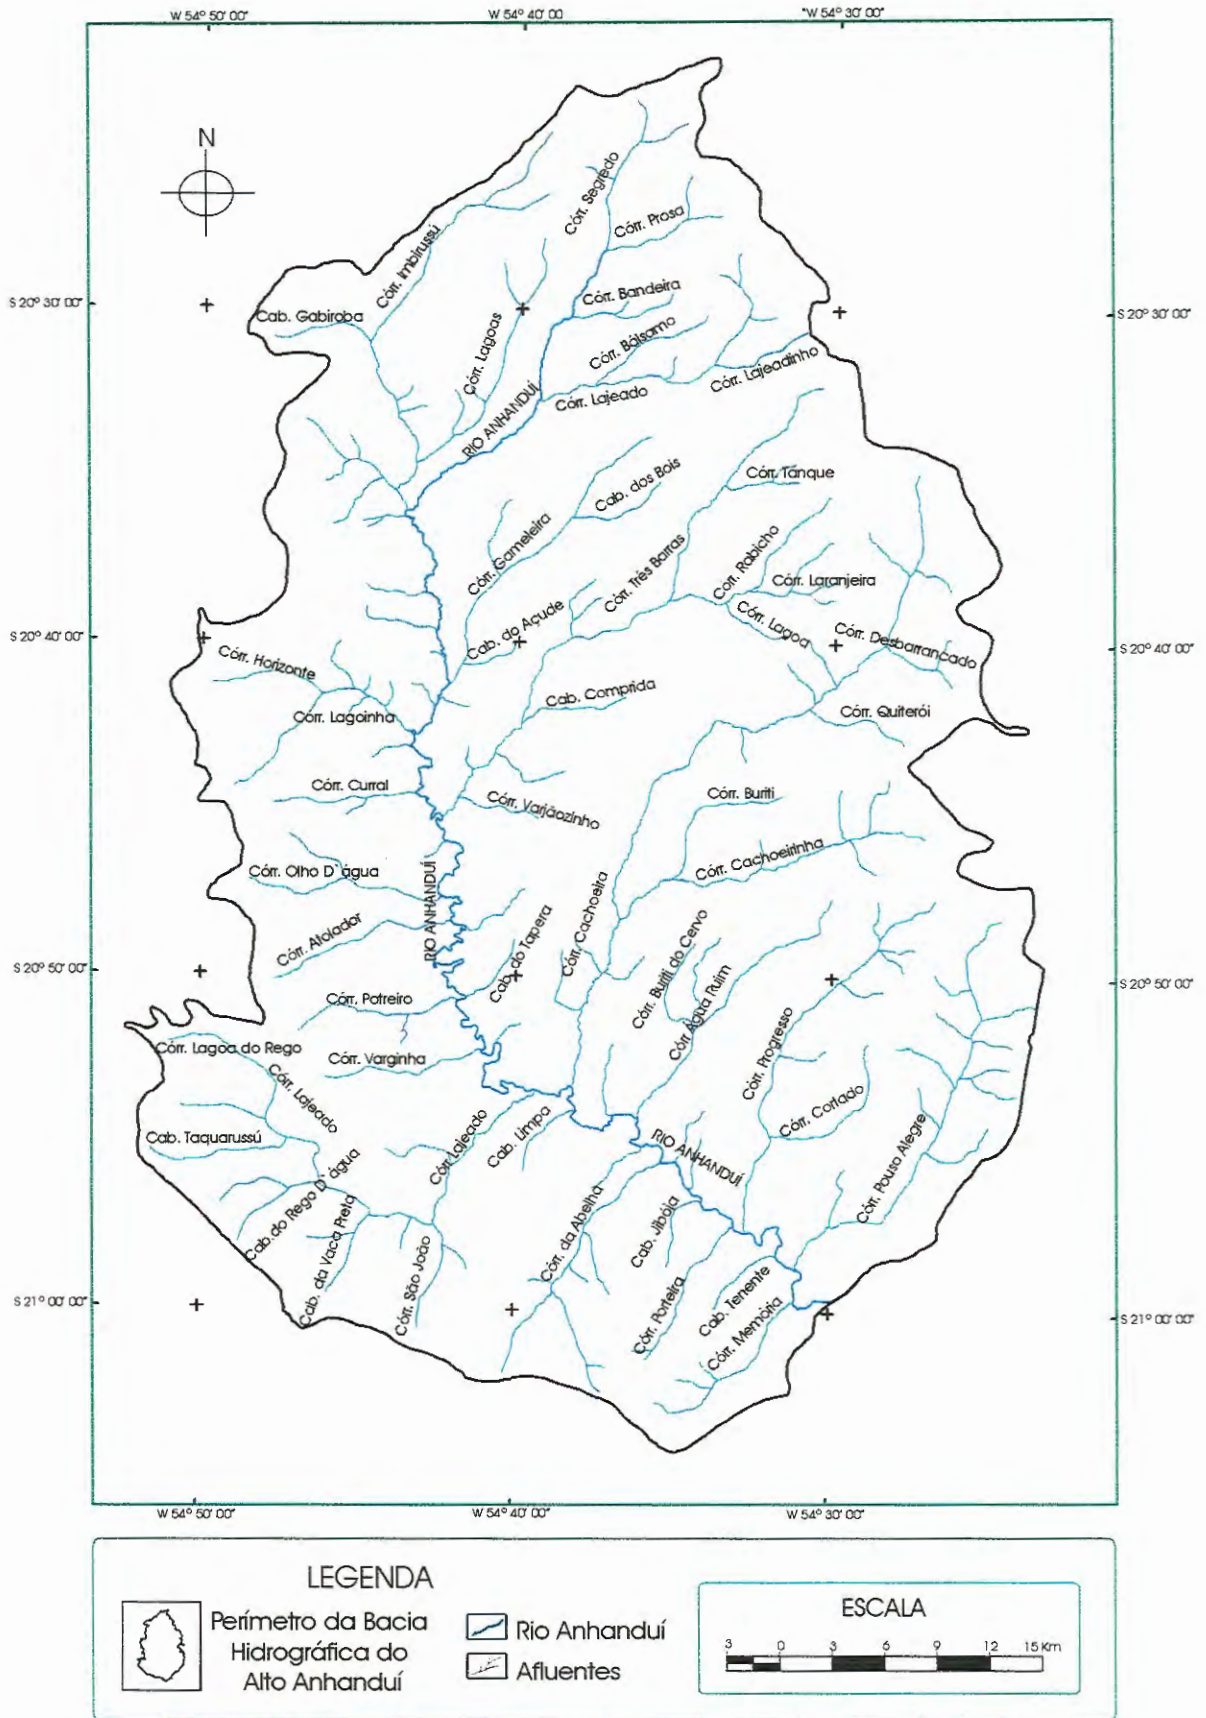 W 54° 50' 00"
W 54° 40' 00
"W 54° 30' 00"
N
Córr. Segredo
Córr. Prosa
Córr. Imbirussú
S 20° 30' 00"
Córr. Bandeira
S 20° 30' 00"
Cab. Gabiroba
Córr. Bálsamo
Córr. Lagoas
Córr. Lajeadinho
RIO ANHANDUÍ
Córr. Lajeado
Córr. Tanque
Cab. dos Bois
Córr. Gameleira
Córr. Rabicho
Córr. Três Barras
Córr. Laranjeira
Cab. do Açude
Córr. Lagoa
Córr. Desbarrancado
S 20° 40' 00"
S 20° 40' 00"
Córr. Horizonte
Cab. Comprida
Córr. Lagoinha
Córr. Quiterói
Córr. Curral
Córr. Buriti
Córr. Varjãozinho
Córr. Cachoeirinha
Córr. Olho D`água
RIO ANHANDUÍ
Córr. Cachoeira
Córr. Atolador
Cab. do Tapera
Córr. Buriti do Cervo
S 20° 50' 00"
S 20° 50' 00"
Córr. Potreiro
Córr Água Ruim
Córr. Progresso
Córr. Lagoa do Rego
Córr. Varginha
Córr. Lajeado
Córr. Lajeado
Cab. Limpa
Córr. Cortado
Cab. Taquarussú
RIO ANHANDUÍ
Córr. Pouso Alegre
Cab. do Rego D`água
Cab. da Vaca Preta
Córr. São João
Córr. da Abelha
Cab. Jibóia
Córr. Porteira
Cab. Tenente
Córr. Memória
S 21° 00' 00"
S 21° 00' 00"
W 54° 50' 00"
W 54° 40' 00"
W 54° 30' 00"
LEGENDA
Perímetro da Bacia
Hidrográfica do
Alto Anhanduí
Rio Anhanduí
Afluentes
ESCALA
3 0 3 6 9 12 15 Km